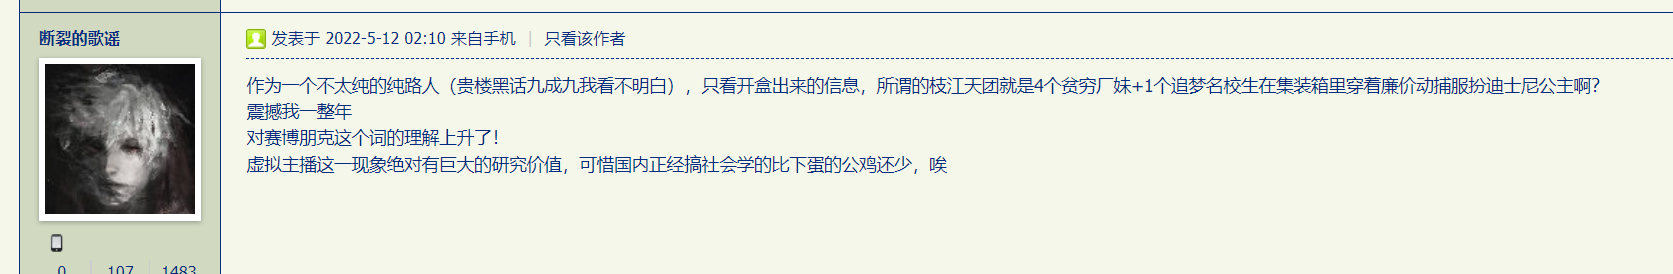 断裂的歌谣
发表于 2022-5-12 02:10 来自手机 | 只看该作者
作为一个不太纯的纯路人（贵楼黑话九成九我看不明白），只看开盒出来的信息，所谓的枝江天团就是4个贫穷厂妹+1个追梦名校生在集装箱里穿着廉价动捕服扮迪士尼公主啊？
震撼我一整年
对赛博朋克这个词的理解上升了！
虚拟主播这一现象绝对有巨大的研究价值，可惜国内正经搞社会学的比下蛋的公鸡还少，唉
0 107 1483